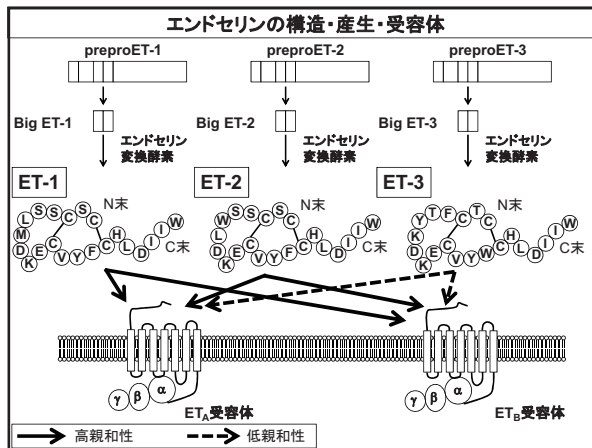 エンドセリンの構造・産生・受容体
preproET-1 preproET-2 preproET-3
Big ET-1 Big ET-2 Big ET-3
エンドセリン エンドセリン エンドセリン
変換酵素 変換酵素 変換酵素
ET-1 ET-2 ET-3
N末 N末 N末
L S S C S C W S S C S C Y T F C T C
M D K E C V Y F C H L D I I W L D K E C V Y F C H L D I I W K D K E C V Y W C H L D I I W
C末 C末 C末
γ β α γ β α
ETA受容体 ETB受容体
高親和性 低親和性